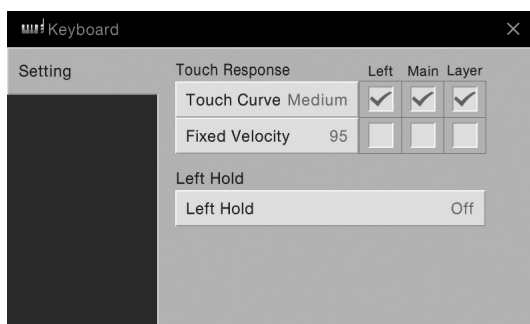 Keyboard
Setting
Touch Response Left Main Layer
Touch Curve Medium
Fixed Velocity 95
Left Hold
Left Hold Off